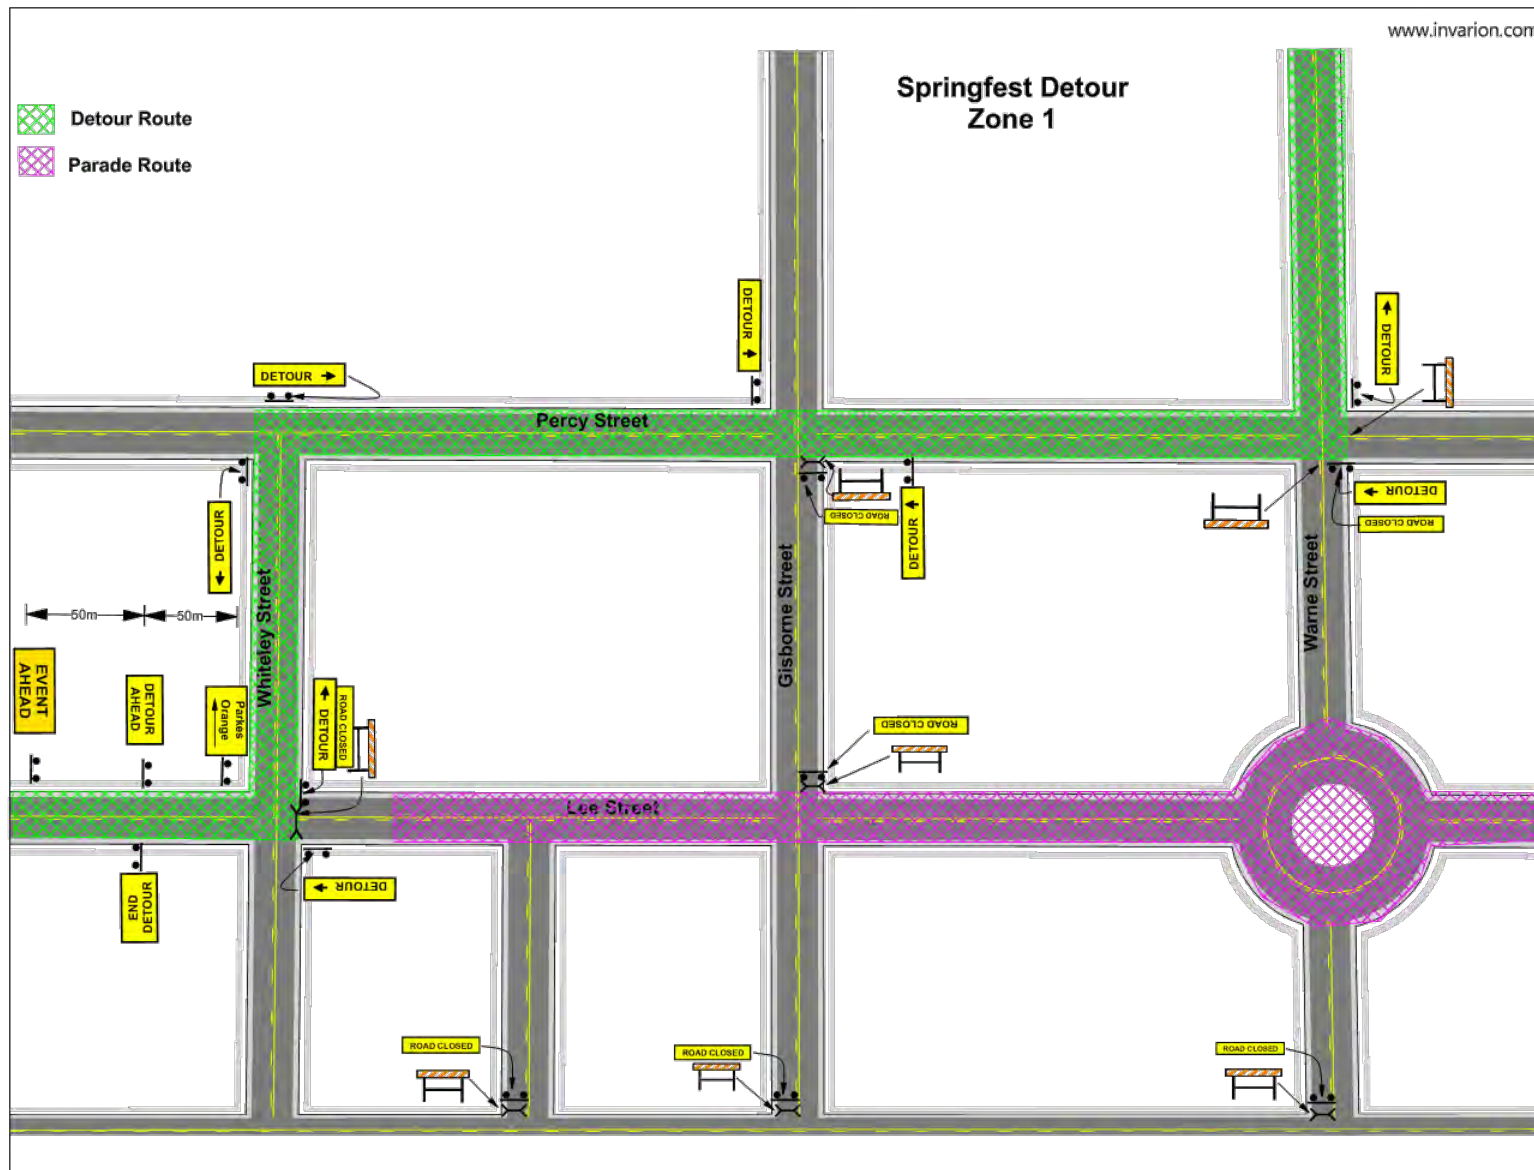 www.invarion.com
Springfest Detour
Zone 1
Detour Route
Parade Route
DETOUR
DETOUR
DETOUR
DETOUR
Percy Street
DETOUR
ROAD CLOSED
DETOUR
DETOUR
ROAD CLOSED
Whiteley Street
Gisborne Street
Warne Street
50m
50m
EVENT
AHEAD
DETOUR
AHEAD
Parkes
Orange
DETOUR
ROAD CLOSED
ROAD CLOSED
Lee Street
DETOUR
END
DETOUR
ROAD CLOSED
ROAD CLOSED
ROAD CLOSED